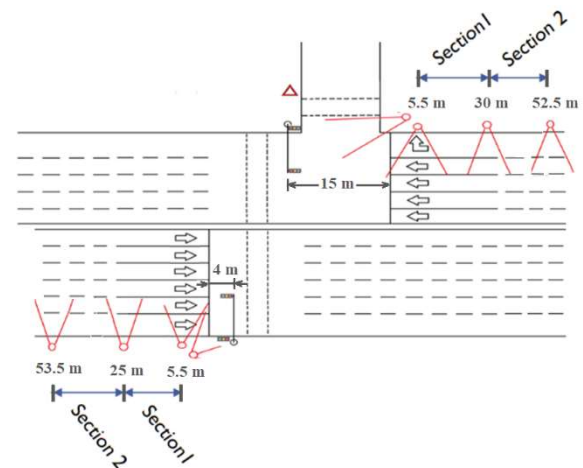 Section1
Section 2
5.5 m
30 m
52.5 m
15 m
4 m
53.5 m
25 m
5.5 m
Section 2
Section1